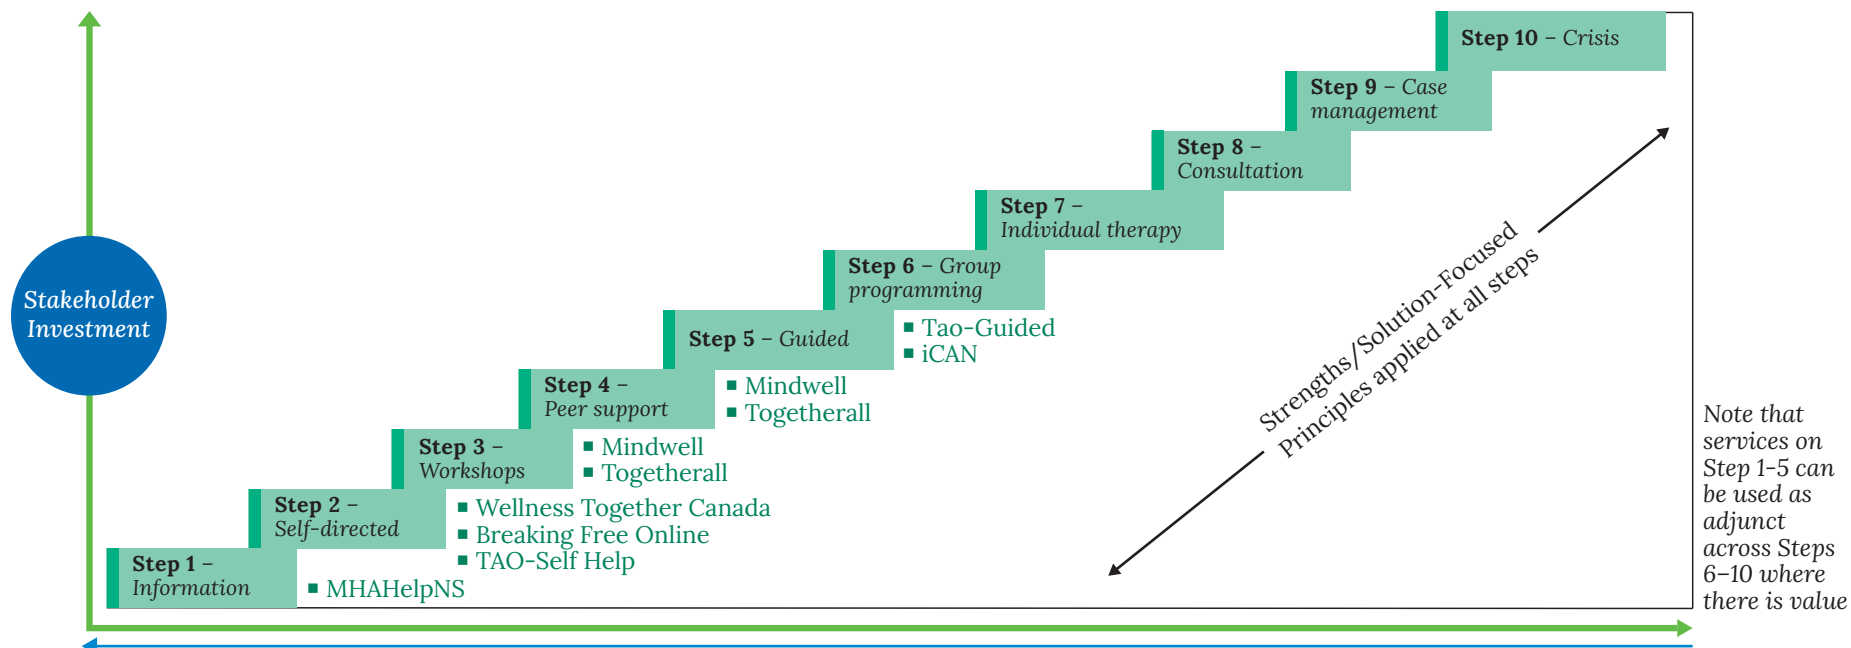 Step 10 – Crisis
Step 9 – Case
management
Step 8 –
Consultation
Step 7 –
Individual therapy
Step 6 – Group
programming
Step 5 – Guided
▪ Tao-Guided
▪ iCAN
Step 4 –
Peer support
▪ Mindwell
▪ Togetherall
Step 3 –
Workshops
▪ Mindwell
▪ Togetherall
Step 2 –
Self-directed
▪ Wellness Together Canada
▪ Breaking Free Online
▪ TAO-Self Help
Step 1 –
Information
▪ MHAHelpNS
Stakeholder
Investment
Strengths/Solution-Focused
Principles applied at all steps
Note that
services on
Step 1-5 can
be used as
adjunct
across Steps
6–10 where
there is value